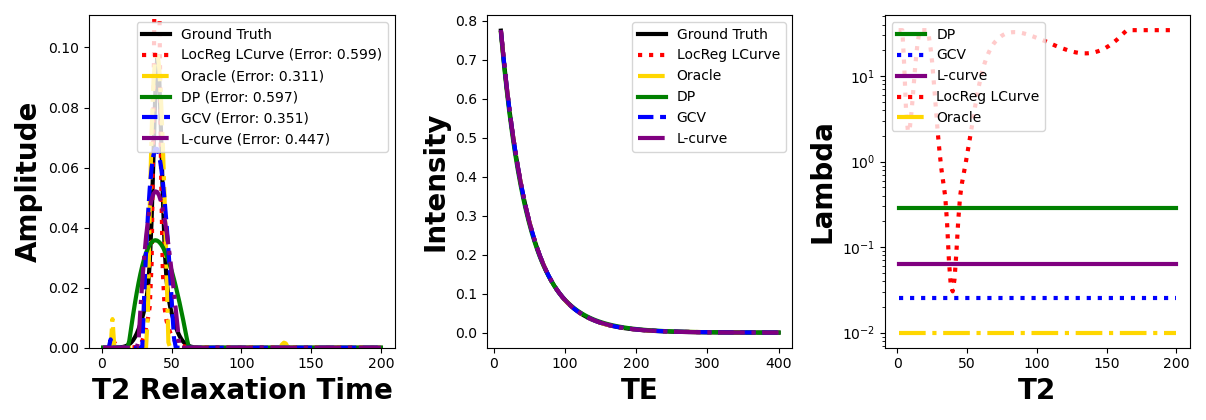 Amplitude
0.10
0.08
0.06
0.04
0.02
0.00
Ground Truth
LocReg LCurve (Error: 0.599)
Oracle (Error: 0.311)
DP (Error: 0.597)
GCV (Error: 0.351)
L-curve (Error: 0.447)
0 50 100 150 200
T2 Relaxation Time
Intensity
0.8
0.7
0.6
0.5
0.4
0.3
0.2
0.1
0.0
Ground Truth
LocReg LCurve
Oracle
DP
GCV
L-curve
0 100 200 300 400
TE
Lambda
10¹
10⁰
10⁻¹
10⁻²
DP
GCV
L-curve
LocReg LCurve
Oracle
0 50 100 150 200
T2